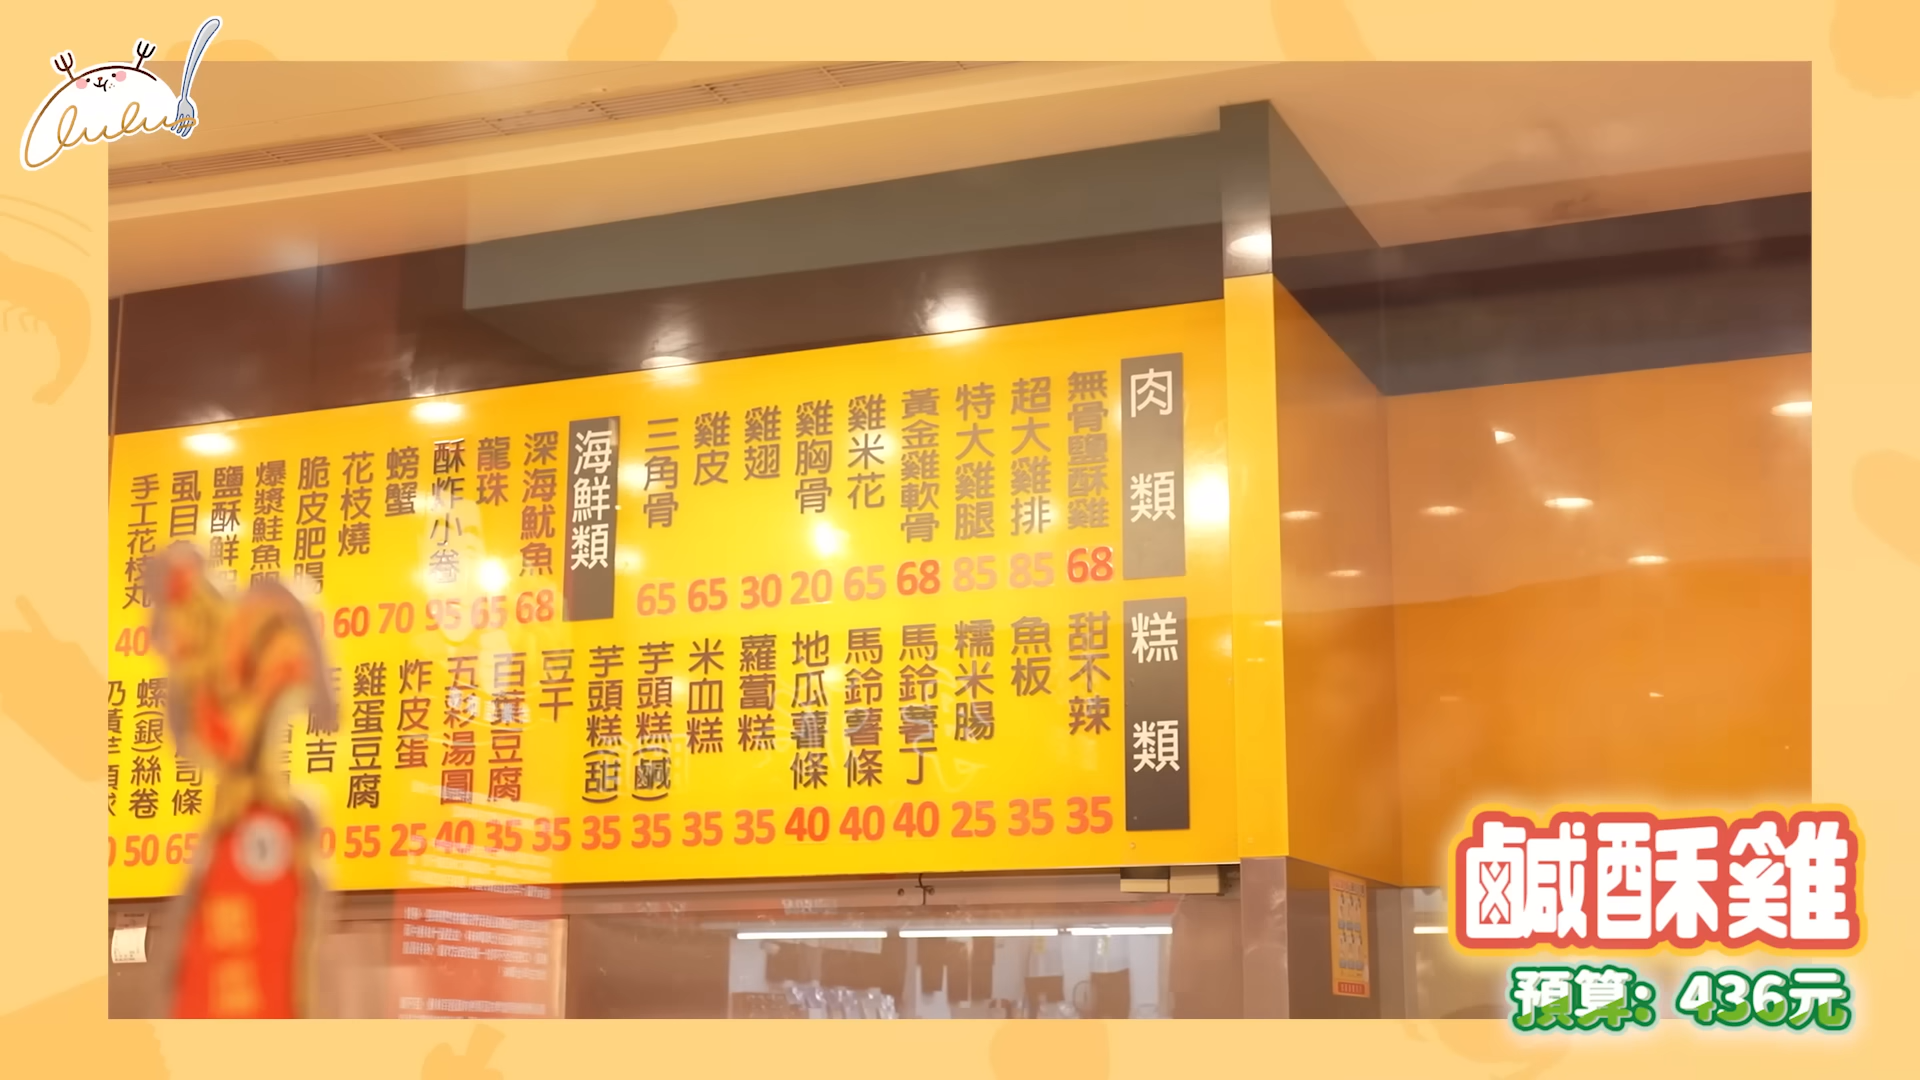 lulu
肉類
無骨鹽酥雞 68
超大雞排 85
特大雞腿 85
黃金雞軟骨 68
雞米花 65
雞胸骨 20
雞翅 30
雞皮 65
三角骨 65
海鮮類
深海魷魚 68
龍珠 65
酥炸小卷 95
螃蟹 70
花枝燒 60
脆皮肥腸
爆漿鮭魚
鹽酥鮮
虱目
手工花枝丸 40
糕類
甜不辣 35
魚板 35
糯米腸 25
馬鈴薯丁 40
馬鈴薯條 40
地瓜薯條 40
蘿蔔糕 35
米血糕 35
芋頭糕(鹹) 35
芋頭糕(甜) 35
豆干 35
百葉豆腐 35
五彩湯圓 40
炸皮蛋 25
雞蛋豆腐 55
麻吉
司條 65
螺(銀)絲卷 50
鹹酥雞
預算：436元